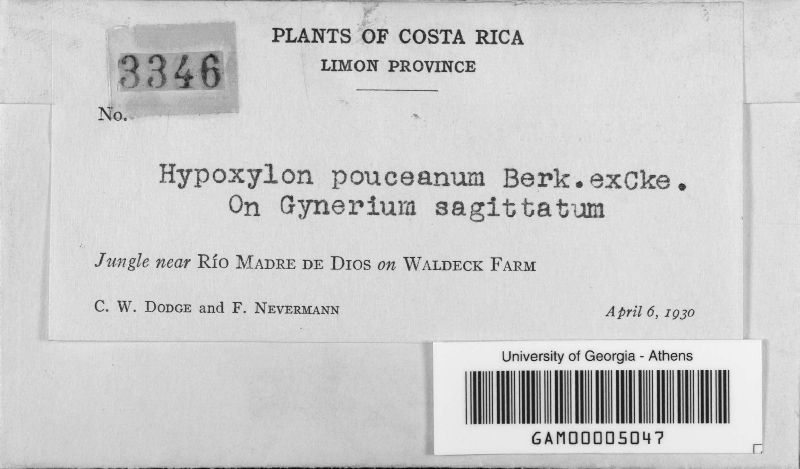 PLANTS OF COSTA RICA
LIMON PROVINCE
3346
No.
Hypoxylon pouceanum Berk.exCke.
On Gynerium sagittatum
Jungle near RÍO MADRE DE DIOS on WALDECK FARM
C. W. DODGE and F. NEVERMANN April 6, 1930
University of Georgia - Athens
GAM00005047